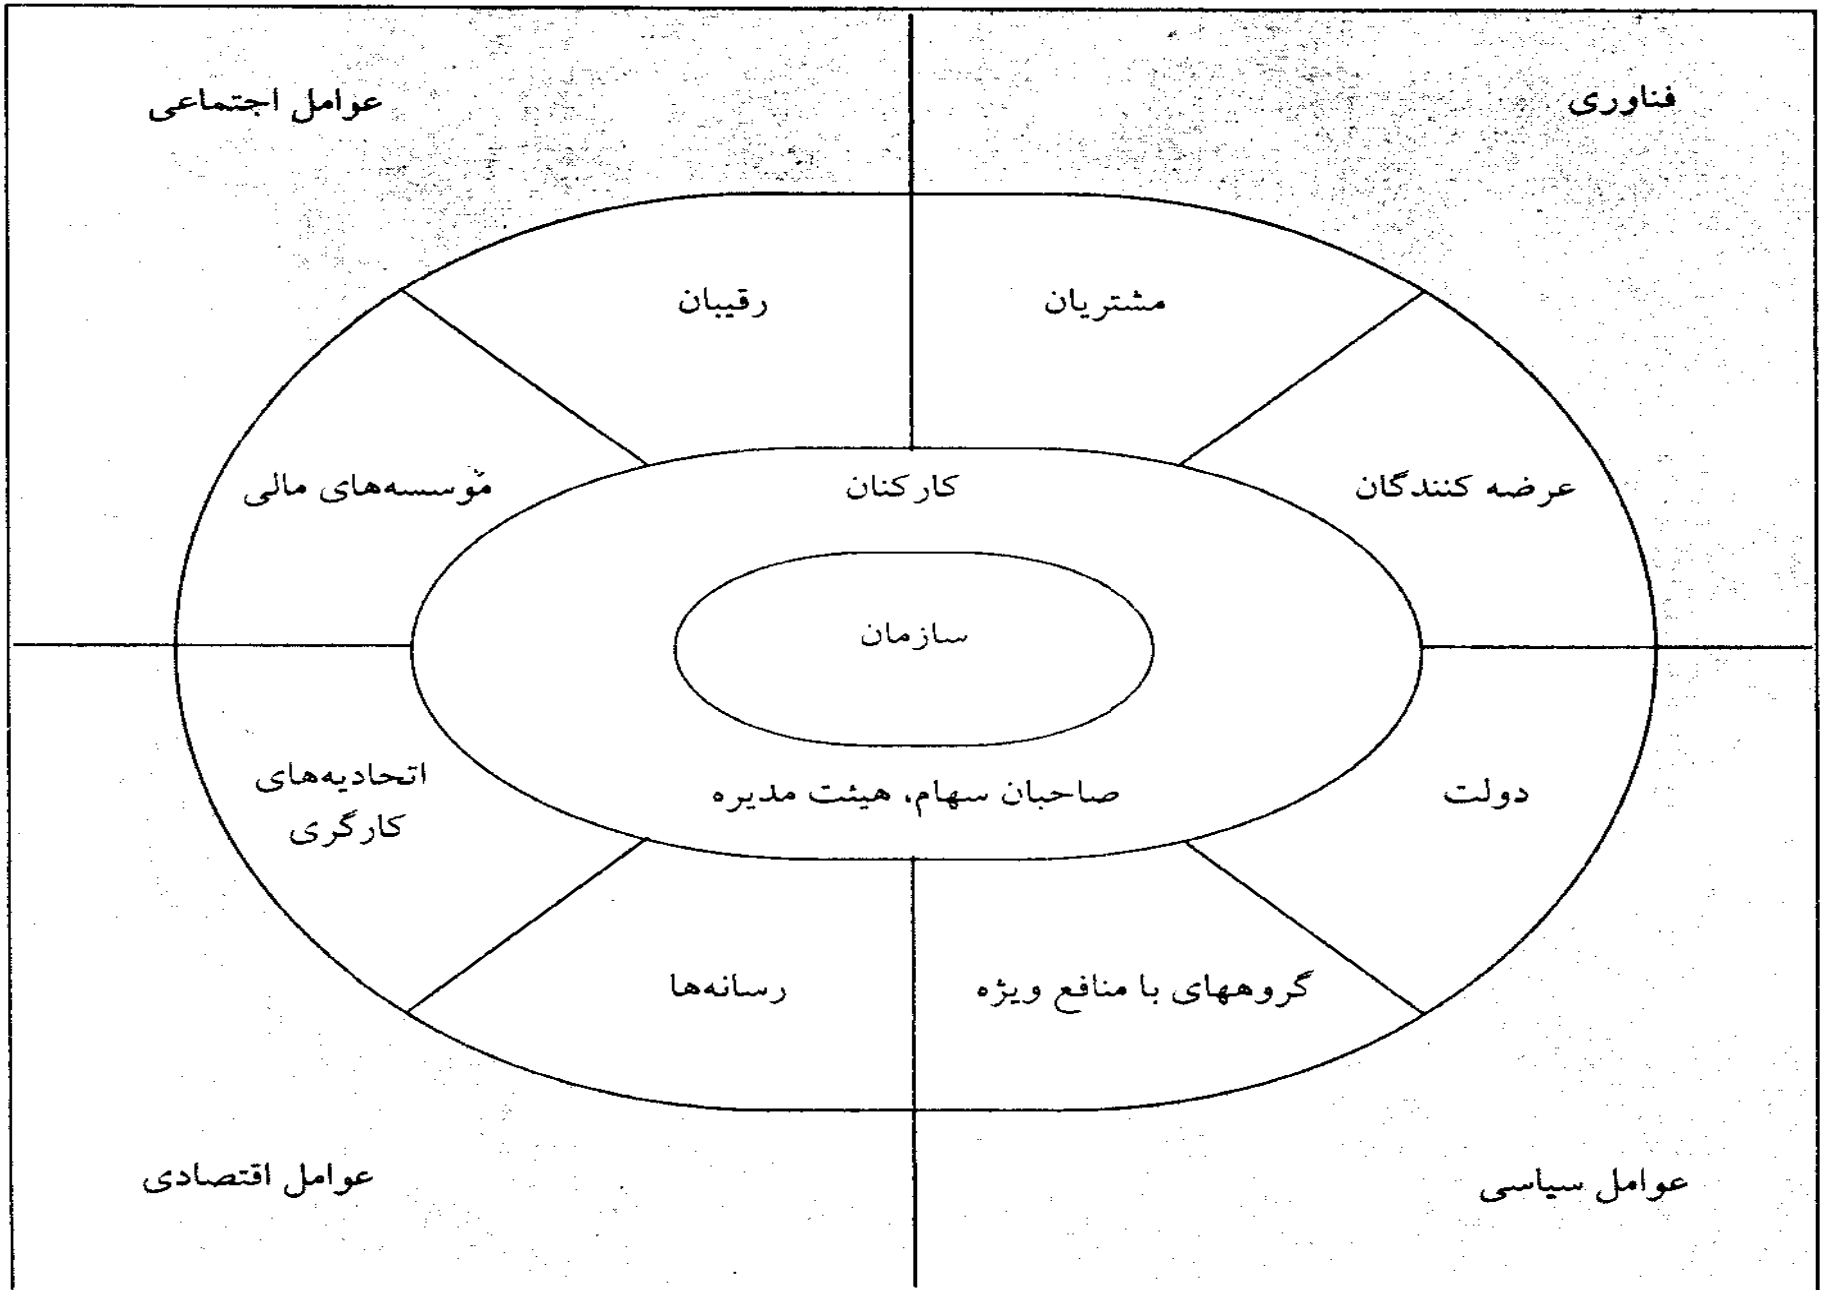 فناوری
عوامل اجتماعی
مشتریان
رقیبان
عرضه کنندگان
کارکنان
مؤسسه‌های مالی
سازمان
دولت
صاحبان سهام، هیئت مدیره
اتحادیه‌های
کارگری
گروههای با منافع ویژه
رسانه‌ها
عوامل سیاسی
عوامل اقتصادی